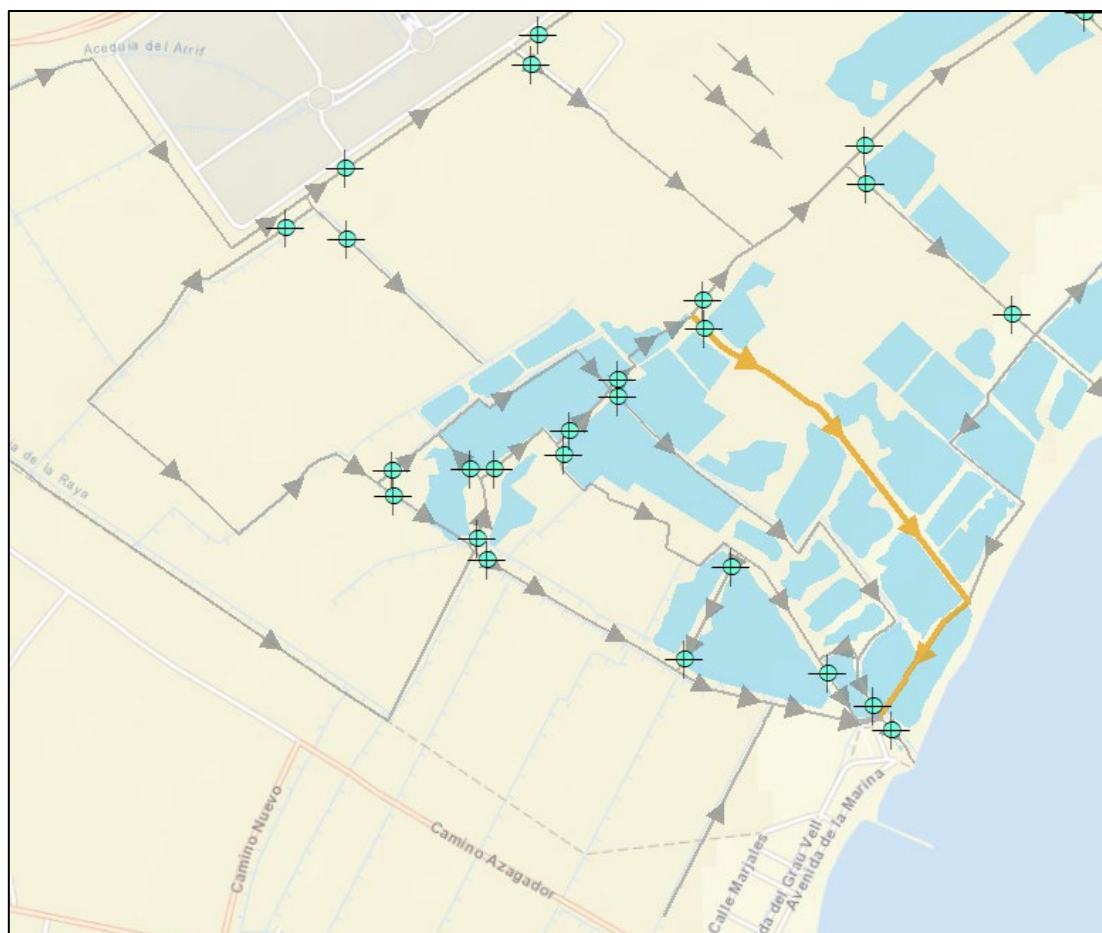 Acequia del Arrif
ia de la Raya
Camino Nuevo
Camino Azagador
Calle Marjales
da del Grau Vell
Avenida de la Marina